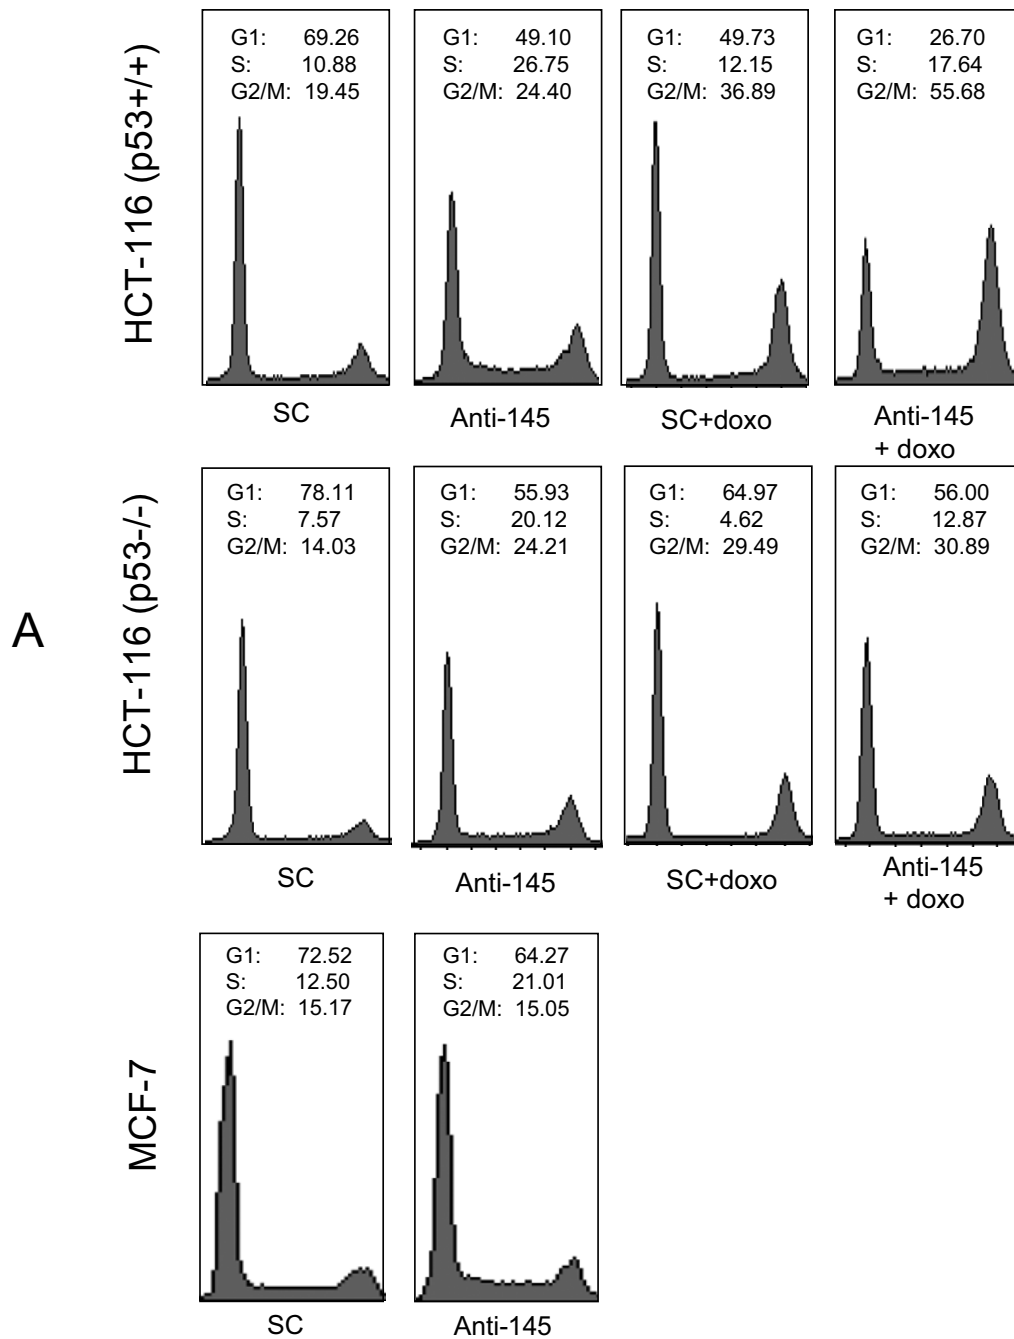 HCT-116 (p53+/+)
G1: 69.26
S: 10.88
G2/M: 19.45
SC
G1: 49.10
S: 26.75
G2/M: 24.40
Anti-145
G1: 49.73
S: 12.15
G2/M: 36.89
SC+doxo
G1: 26.70
S: 17.64
G2/M: 55.68
Anti-145
+ doxo
A
HCT-116 (p53-/-)
G1: 78.11
S: 7.57
G2/M: 14.03
SC
G1: 55.93
S: 20.12
G2/M: 24.21
Anti-145
G1: 64.97
S: 4.62
G2/M: 29.49
SC+doxo
G1: 56.00
S: 12.87
G2/M: 30.89
Anti-145
+ doxo
MCF-7
G1: 72.52
S: 12.50
G2/M: 15.17
SC
G1: 64.27
S: 21.01
G2/M: 15.05
Anti-145